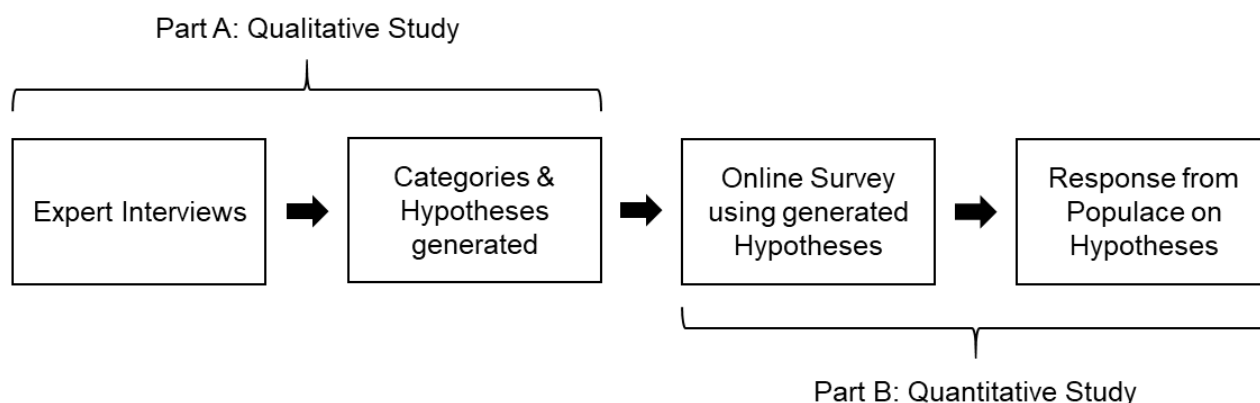 Part A: Qualitative Study
Expert Interviews
Categories &
Hypotheses
generated
Online Survey
using generated
Hypotheses
Response from
Populace on
Hypotheses
Part B: Quantitative Study